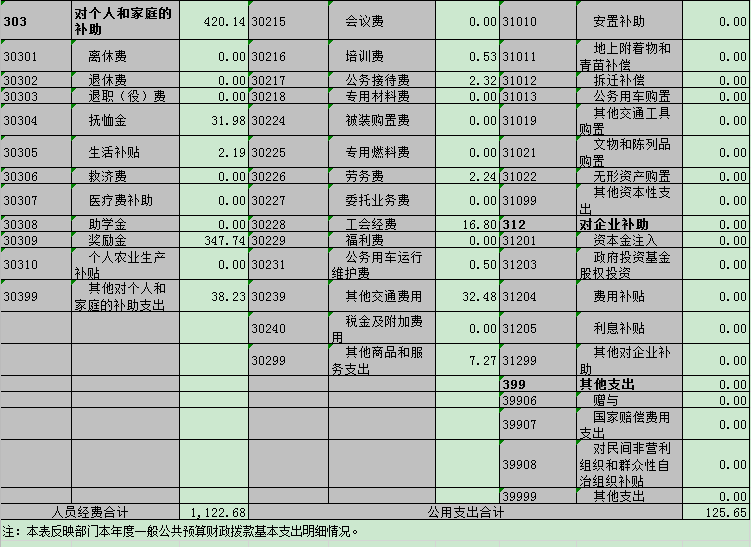 303 对个人和家庭的补助 420.14 30215 会议费 0.00 31010 安置补助 0.00
30301 离休费 0.00 30216 培训费 0.53 31011 地上附着物和青苗补偿 0.00
30302 退休费 0.00 30217 公务接待费 2.32 31012 拆迁补偿 0.00
30303 退职（役）费 0.00 30218 专用材料费 0.00 31013 公务用车购置 0.00
30304 抚恤金 31.98 30224 被装购置费 0.00 31019 其他交通工具购置 0.00
30305 生活补贴 2.19 30225 专用燃料费 0.00 31021 文物和陈列品购置 0.00
30306 救济费 0.00 30226 劳务费 2.24 31022 无形资产购置 0.00
30307 医疗费补助 0.00 30227 委托业务费 0.00 31099 其他资本性支出 0.00
30308 助学金 0.00 30228 工会经费 16.80 312 对企业补助 0.00
30309 奖励金 347.74 30229 福利费 0.00 31201 资本金注入 0.00
30310 个人农业生产补贴 0.00 30231 公务用车运行维护费 0.50 31203 政府投资基金股权投资 0.00
30399 其他对个人和家庭的补助支出 38.23 30239 其他交通费用 32.48 31204 费用补贴 0.00
30240 税金及附加费用 0.00 31205 利息补贴 0.00
30299 其他商品和服务支出 7.27 31299 其他对企业补助 0.00
399 其他支出 0.00
39906 赠与 0.00
39907 国家赔偿费用支出 0.00
39908 对民间非营利组织和群众性自治组织补贴 0.00
39999 其他支出 0.00
人员经费合计 1,122.68 公用支出合计 125.65
注：本表反映部门本年度一般公共预算财政拨款基本支出明细情况。